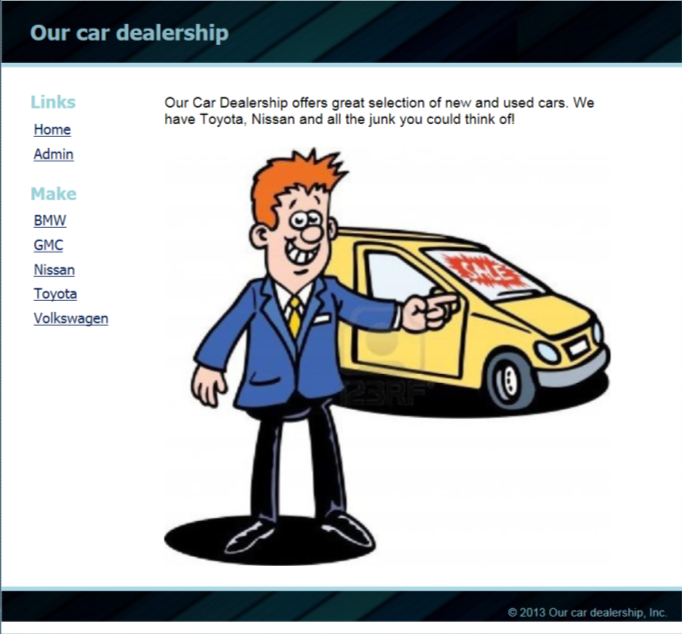 Our car dealership
Links
Home
Admin
Make
BMW
GMC
Nissan
Toyota
Volkswagen
Our Car Dealership offers great selection of new and used cars. We
have Toyota, Nissan and all the junk you could think of!
SALE
123RF
© 2013 Our car dealership, Inc.